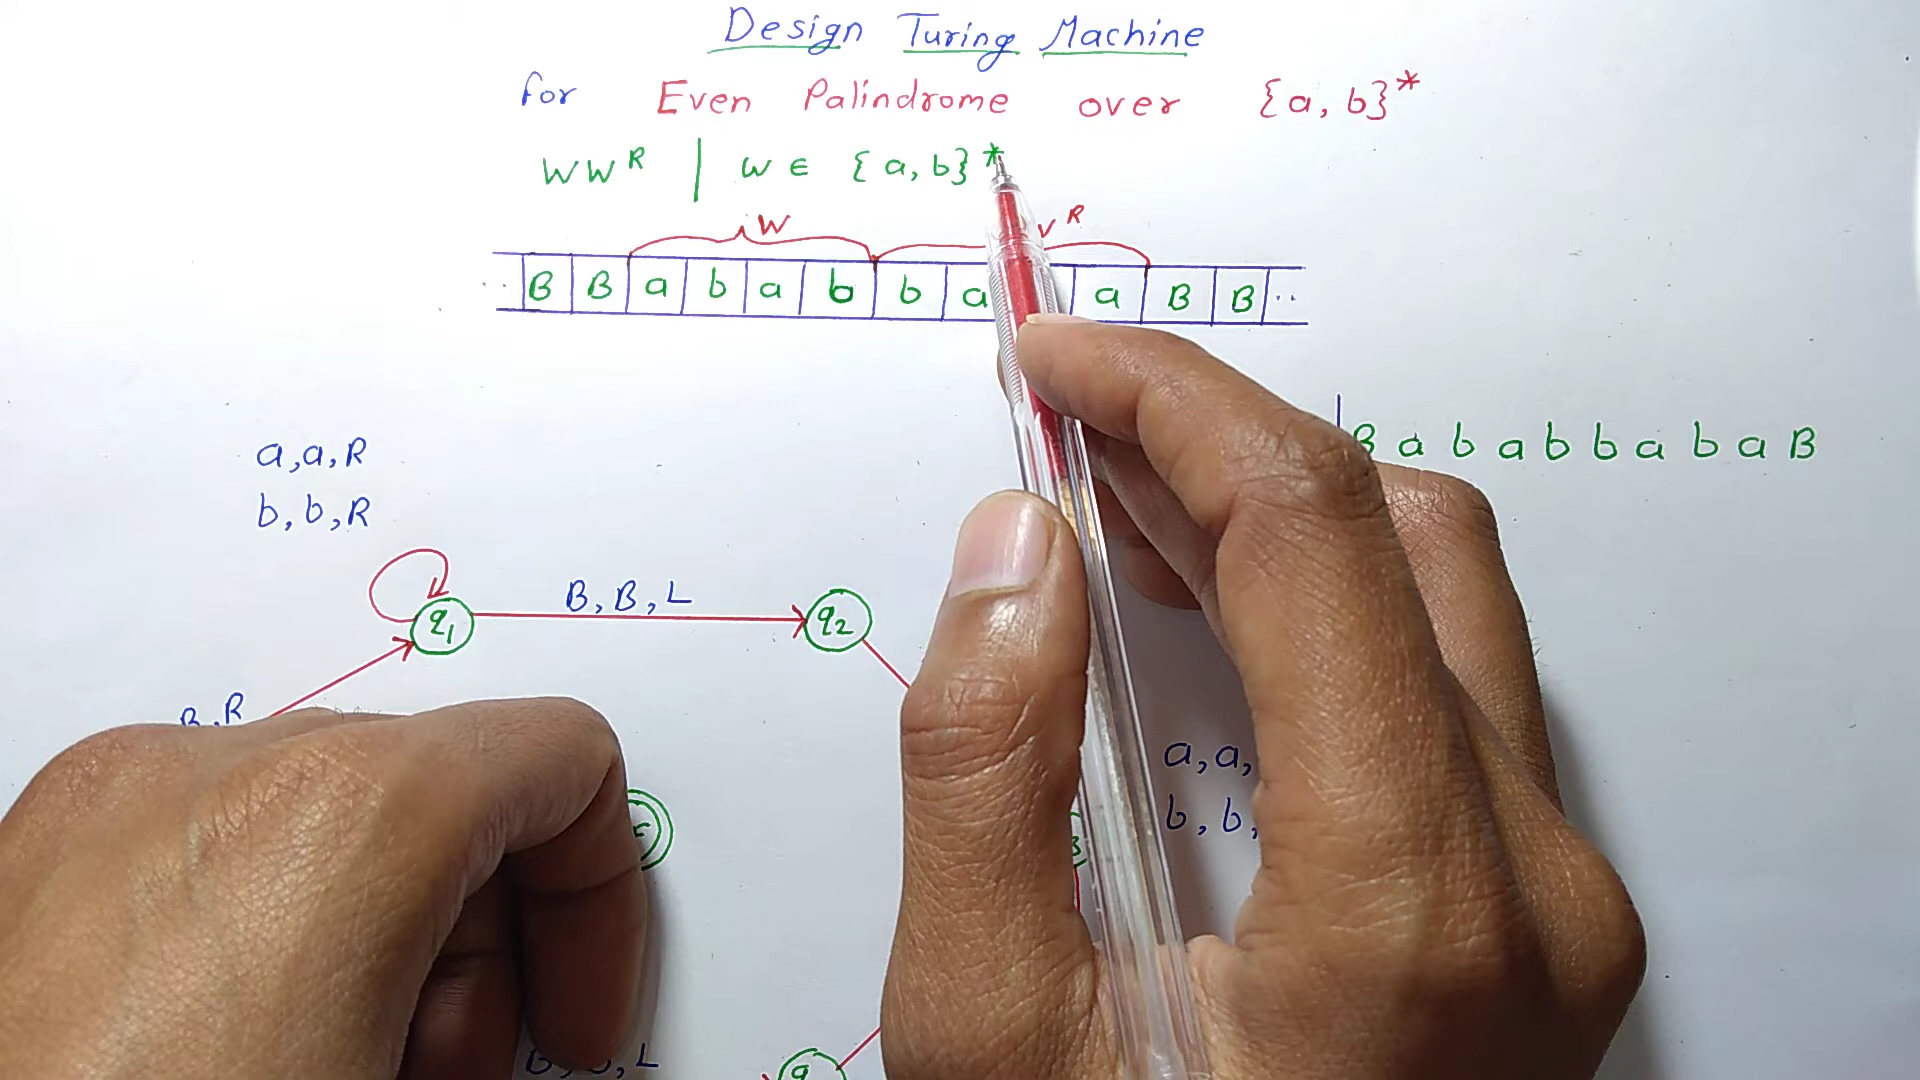 Design Turing Machine
for Even Palindrome over {a, b}*
WW^R | W ∈ {a, b}*
W R
.. B B a b a b b a a B B ..
B a b a b b a b a B
a,a,R
b,b,R
B,B,L
q1 q2
B,R
a,a,
b,b,